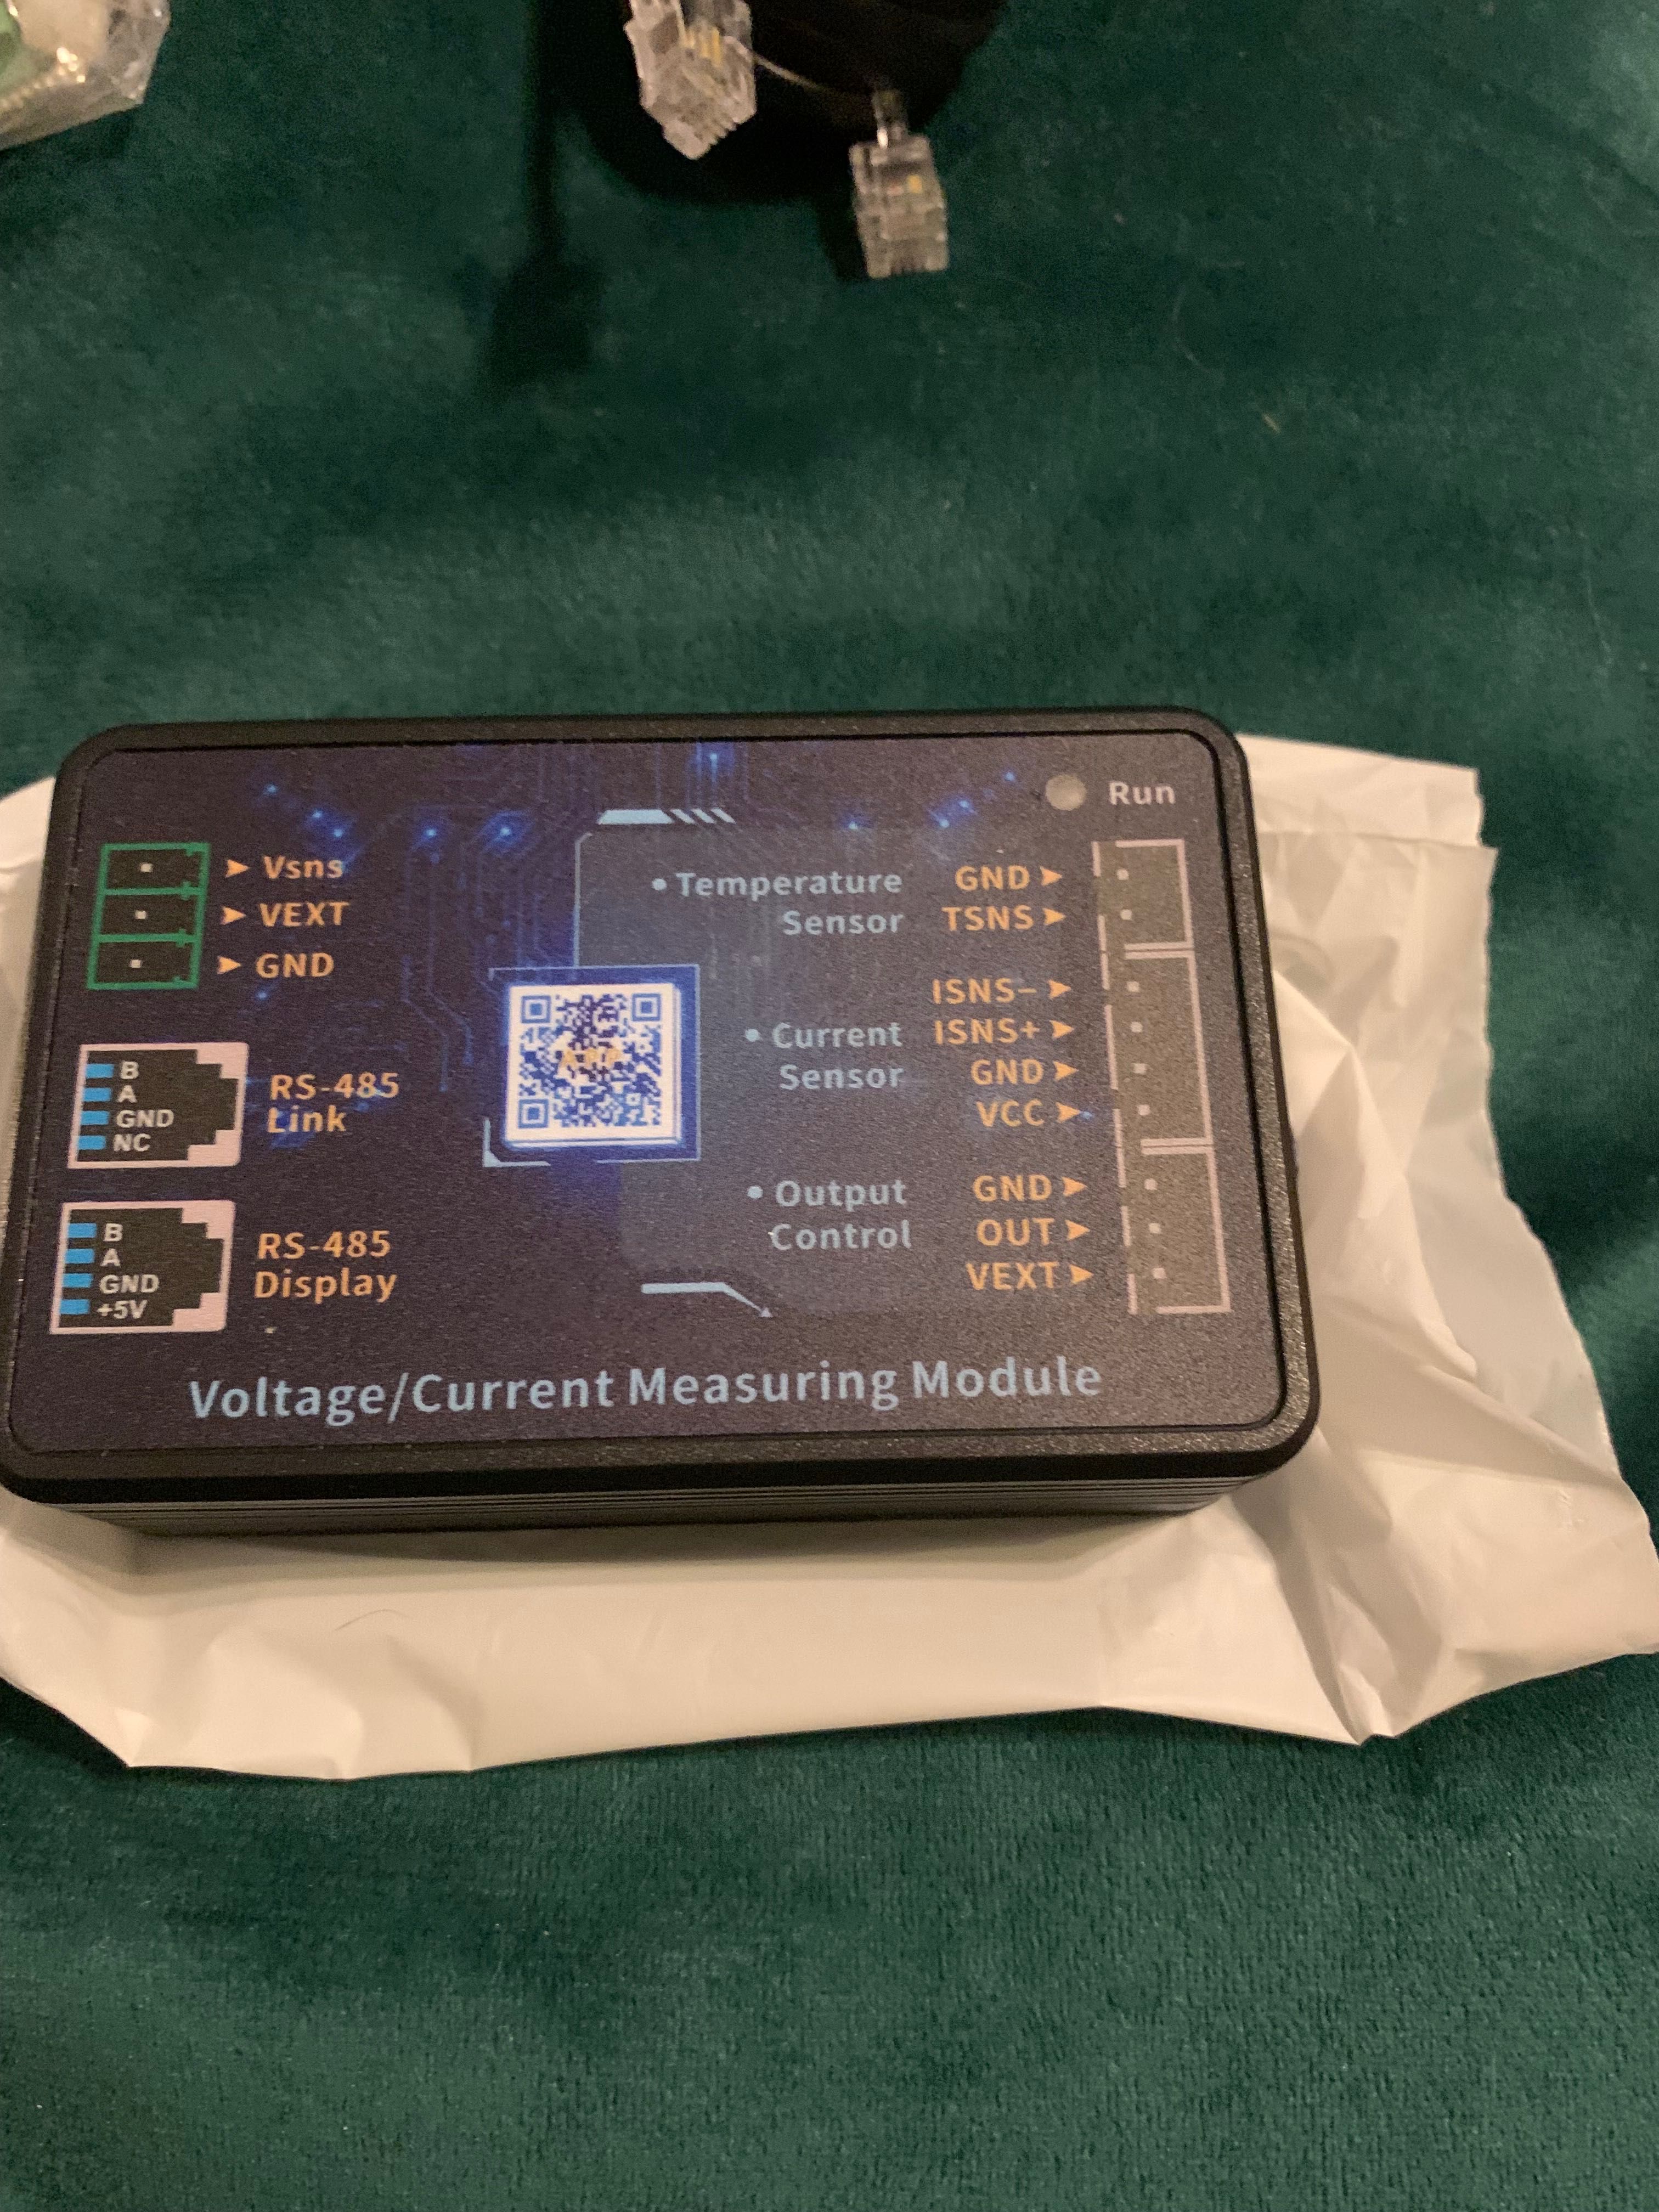 Run
Vsns
VEXT
GND
B
A
GND
NC
RS-485
Link
B
A
GND
+5V
RS-485
Display
APP
• Temperature
Sensor
GND
TSNS
• Current
Sensor
ISNS–
ISNS+
GND
VCC
• Output
Control
GND
OUT
VEXT
Voltage/Current Measuring Module